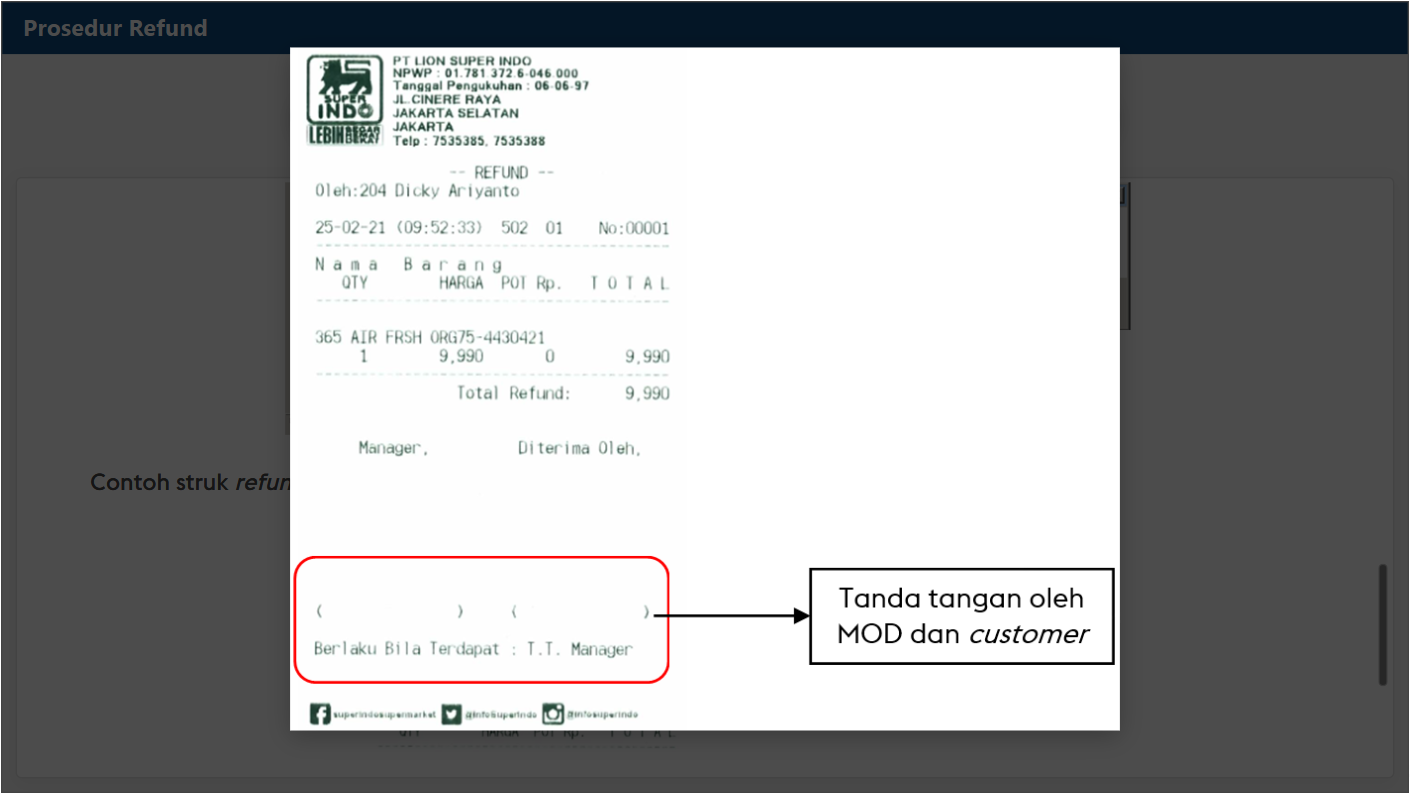 Prosedur Refund
SUPER
INDO
LEBIH SEGAR
HEMAT
PT LION SUPER INDO
NPWP : 01.781 372.6-046.000
Tanggal Pengukuhan : 06-06-97
JL.CINERE RAYA
JAKARTA SELATAN
JAKARTA
Telp : 7535385, 7535388
-- REFUND --
Oleh:204 Dicky Ariyanto
25-02-21 (09:52:33) 502 01 No:00001
N a m a B a r a n g
QTY HARGA POT Rp. T O T A L
365 AIR FRSH ORG75-4430421
1 9,990 0 9,990
Total Refund: 9,990
Manager, Diterima Oleh,
Contoh struk refun
( ) ( )
Berlaku Bila Terdapat : T.T. Manager
Tanda tangan oleh
MOD dan customer
superindosupermarket @InfoSuperIndo @infosuperindo
QTY HARGA POT Rp. T O T A L